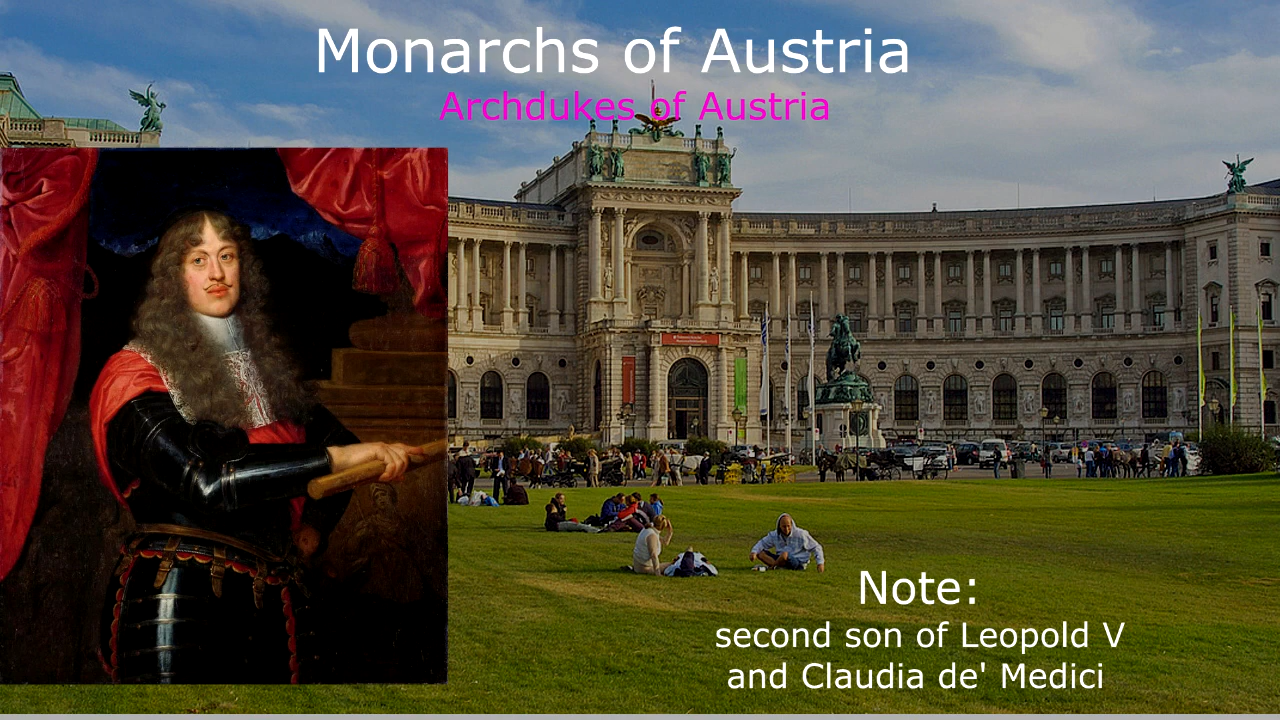 Monarchs of Austria
Archdukes of Austria
Note:
second son of Leopold V
and Claudia de' Medici